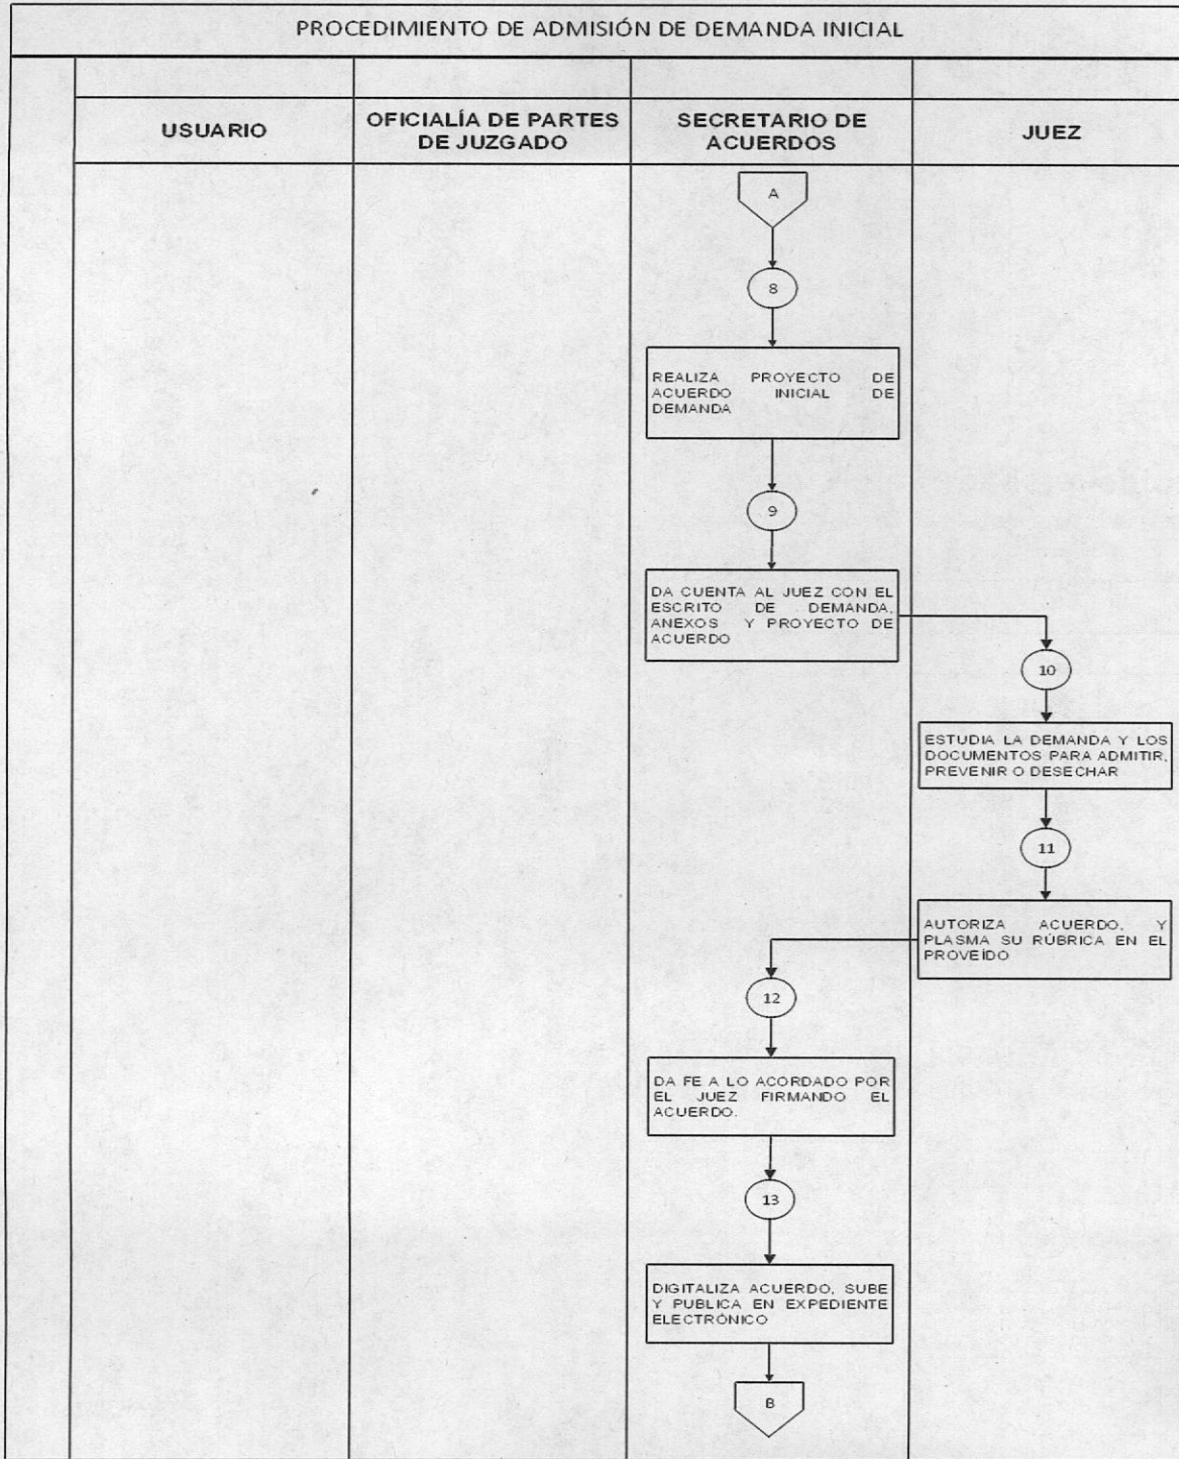 PROCEDIMIENTO DE ADMISIÓN DE DEMANDA INICIAL
USUARIO
OFICIALÍA DE PARTES
DE JUZGADO
SECRETARIO DE
ACUERDOS
JUEZ
A
8
REALIZA PROYECTO DE
ACUERDO INICIAL DE
DEMANDA
9
DA CUENTA AL JUEZ CON EL
ESCRITO DE DEMANDA,
ANEXOS Y PROYECTO DE
ACUERDO
10
ESTUDIA LA DEMANDA Y LOS
DOCUMENTOS PARA ADMITIR,
PREVENIR O DESECHAR
11
AUTORIZA ACUERDO, Y
PLASMA SU RÚBRICA EN EL
PROVEÍDO
12
DA FE A LO ACORDADO POR
EL JUEZ FIRMANDO EL
ACUERDO.
13
DIGITALIZA ACUERDO, SUBE
Y PUBLICA EN EXPEDIENTE
ELECTRÓNICO
B